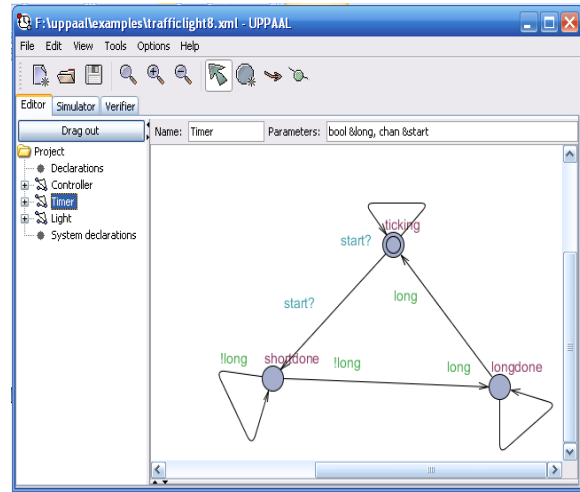 F:\uppaal\examples\trafficlight8.xml - UPPAAL
File Edit View Tools Options Help
Editor Simulator Verifier
Drag out
Name: Timer Parameters: bool &long, chan &start
Project
Declarations
Controller
Timer
Light
System declarations
ticking
start?
long
start?
!long shortdone !long long longdone